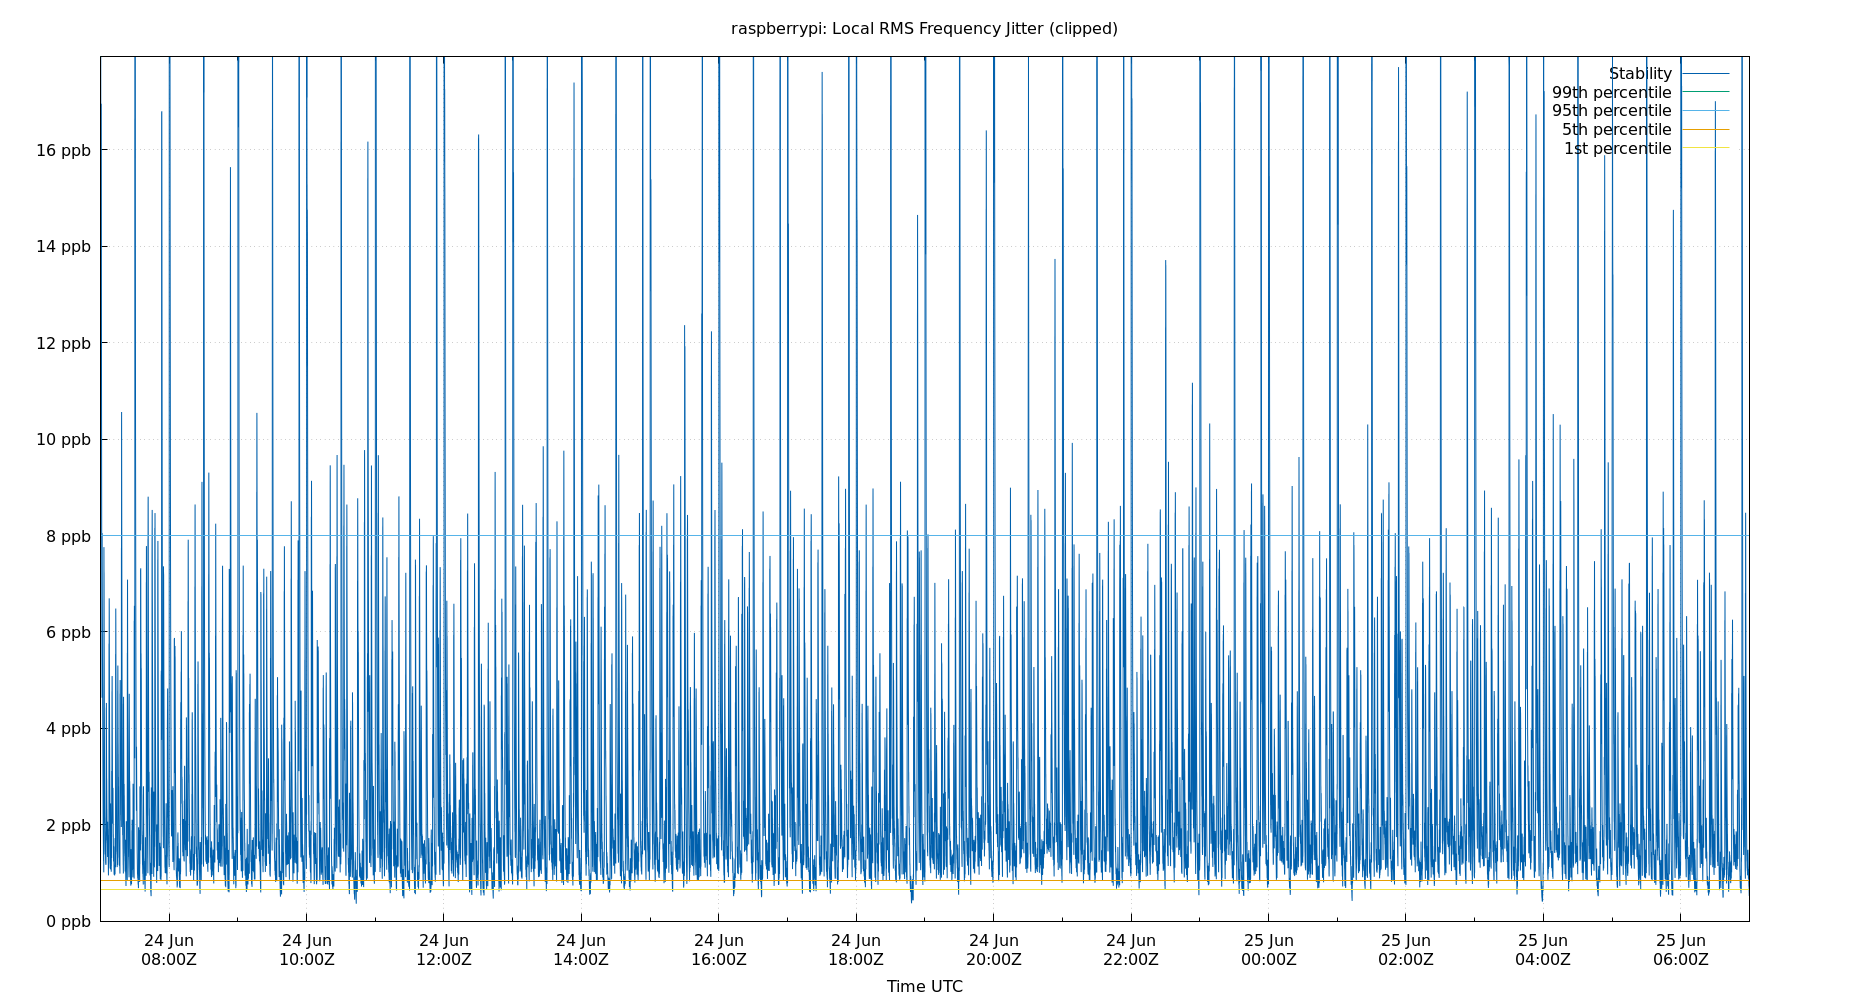 raspberrypi: Local RMS Frequency Jitter (clipped)
Stability
99th percentile
95th percentile
5th percentile
1st percentile
16 ppb
14 ppb
12 ppb
10 ppb
8 ppb
6 ppb
4 ppb
2 ppb
0 ppb
24 Jun 24 Jun 24 Jun 24 Jun 24 Jun 24 Jun 24 Jun 24 Jun 25 Jun 25 Jun 25 Jun 25 Jun
08:00Z 10:00Z 12:00Z 14:00Z 16:00Z 18:00Z 20:00Z 22:00Z 00:00Z 02:00Z 04:00Z 06:00Z
Time UTC